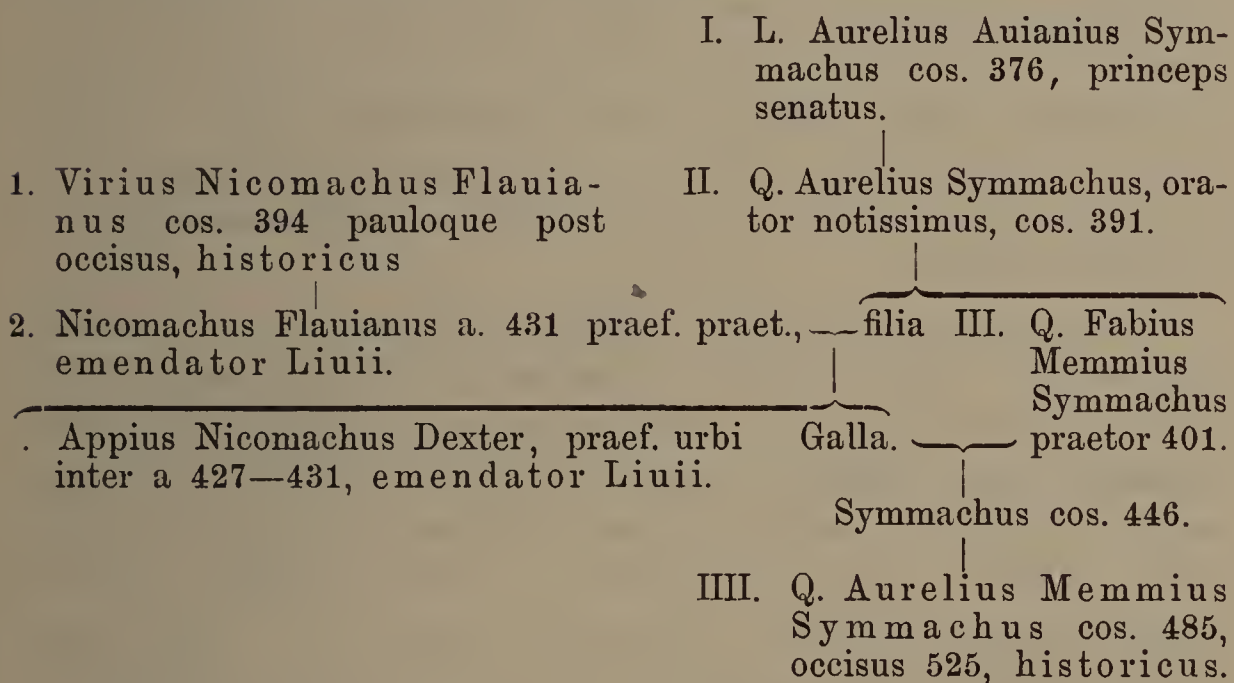 I. L. Aurelius Auianius Sym-
machus cos. 376, princeps
senatus.
1. Virius Nicomachus Flauia-
nus cos. 394 pauloque post
occisus, historicus
II. Q. Aurelius Symmachus, ora-
tor notissimus, cos. 391.
2. Nicomachus Flauianus a. 431 praef. praet.,
emendator Liuii.
filia III. Q. Fabius
Memmius
Symmachus
praetor 401.
. Appius Nicomachus Dexter, praef. urbi
inter a 427—431, emendator Liuii.
Galla.
Symmachus cos. 446.
IIII. Q. Aurelius Memmius
Symmachus cos. 485,
occisus 525, historicus.